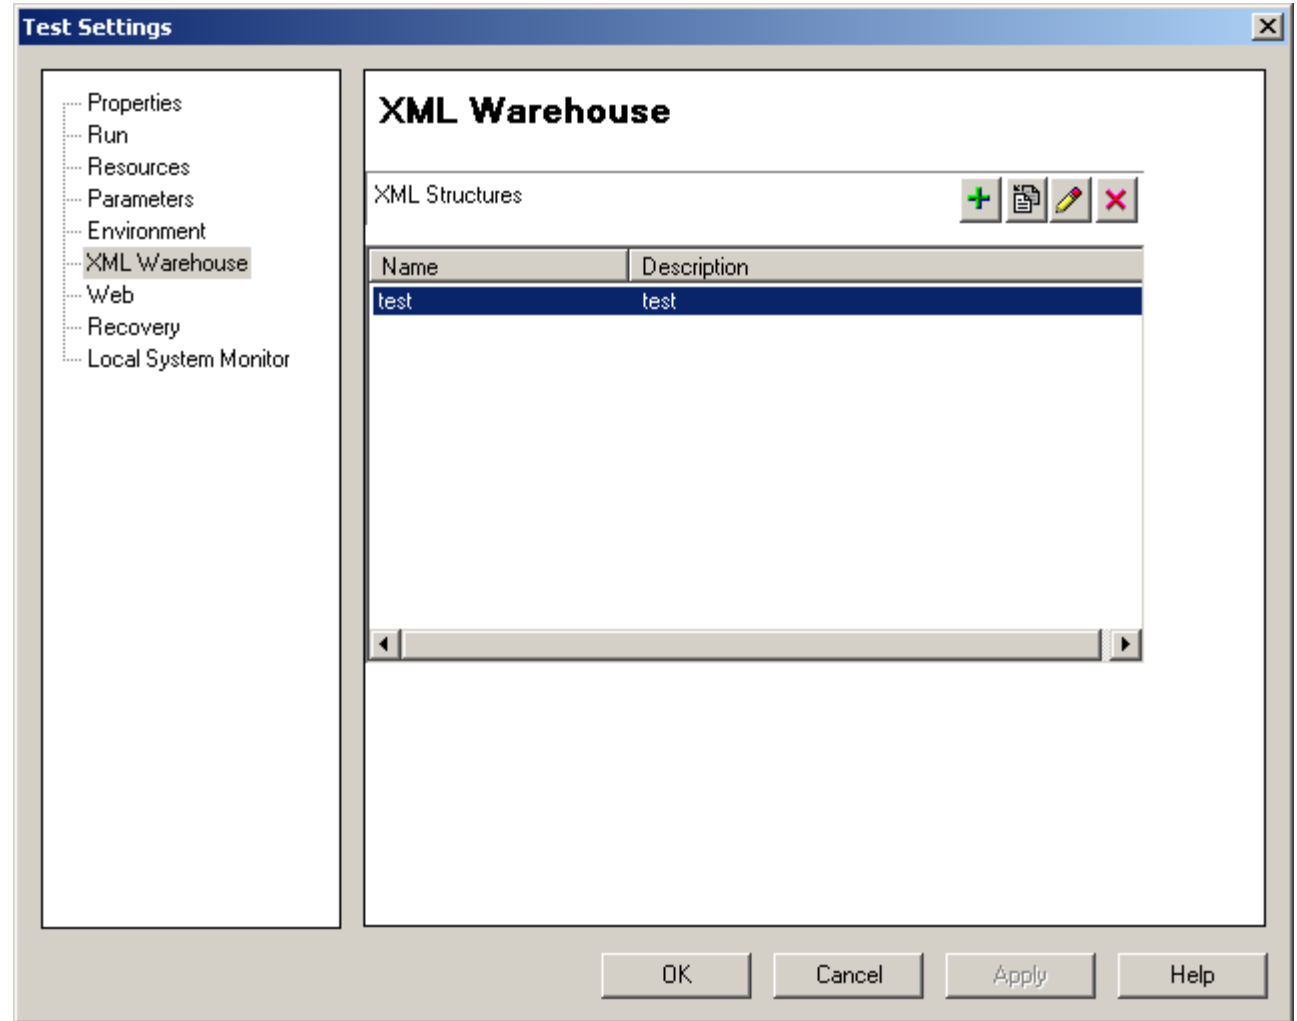 Test Settings
Properties
Run
Resources
Parameters
Environment
XML Warehouse
Web
Recovery
Local System Monitor
XML Warehouse
XML Structures
Name Description
test test
OK Cancel Apply Help